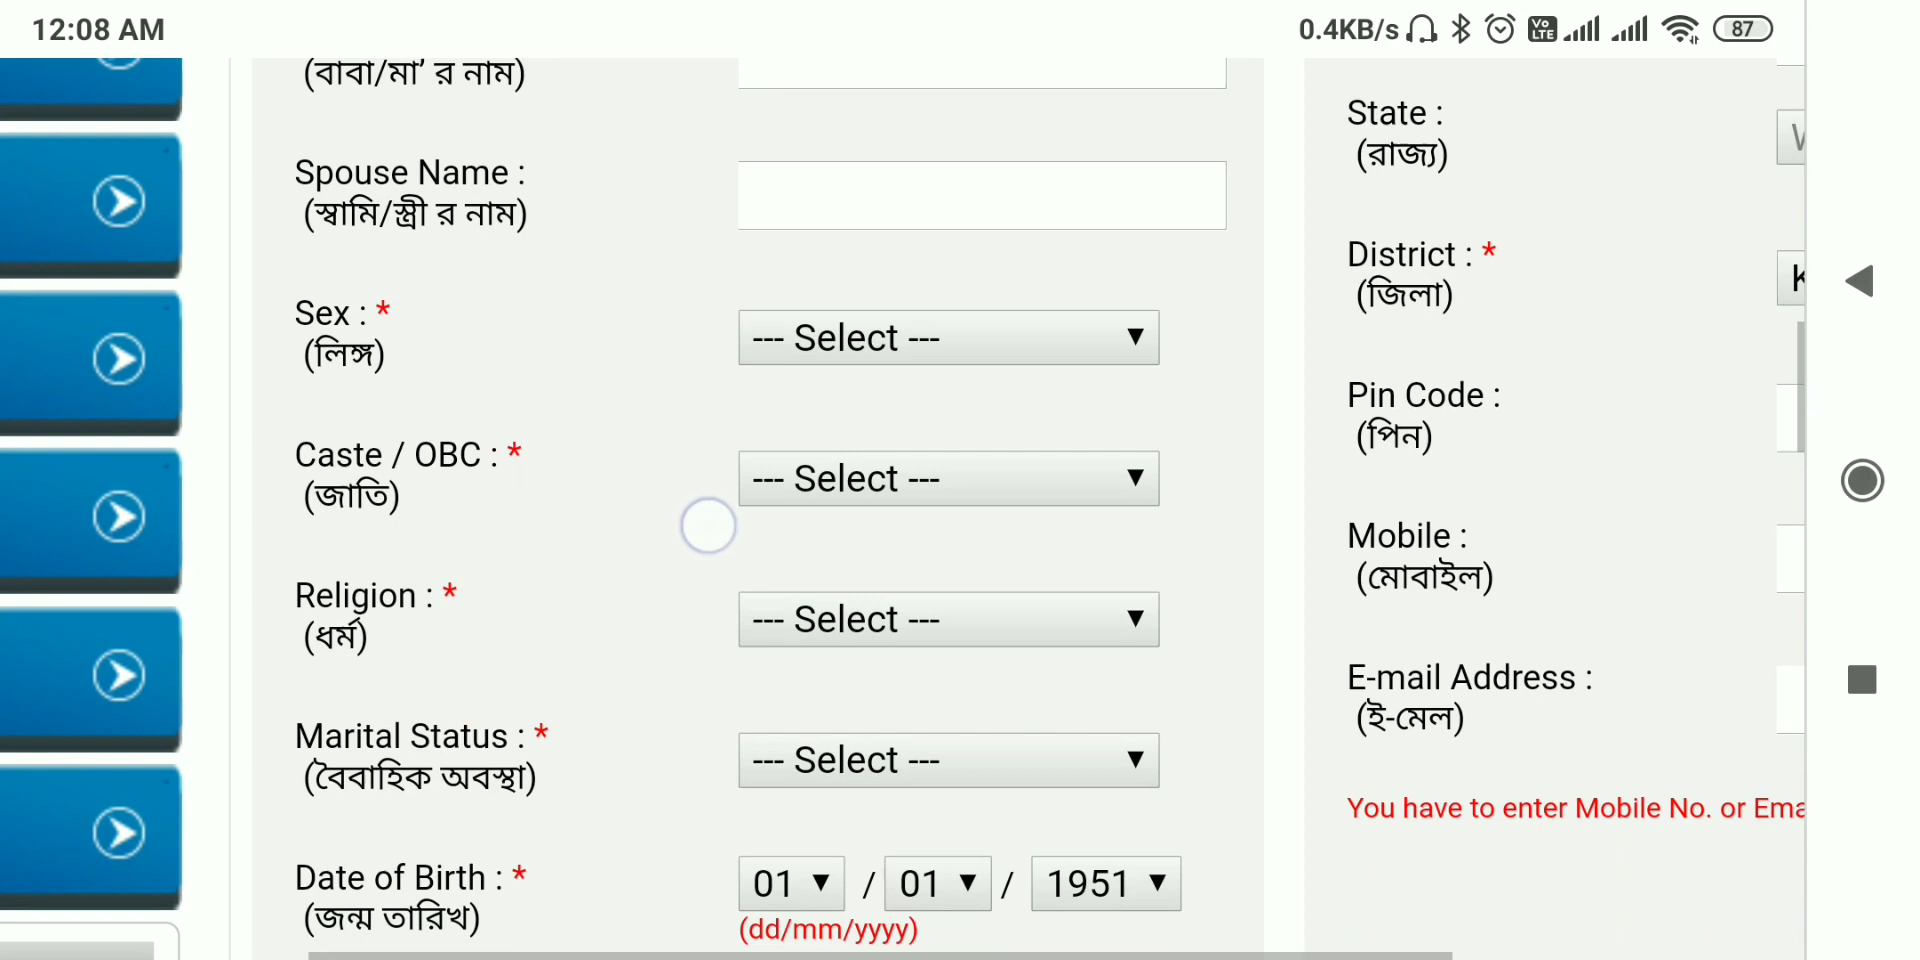 12:08 AM
0.4KB/s
Vo LTE
87
(বাবা/মা' র নাম)
Spouse Name :
(স্বামি/স্ত্রী র নাম)
Sex : *
(লিঙ্গ)
--- Select ---
Caste / OBC : *
(জাতি)
--- Select ---
Religion : *
(ধর্ম)
--- Select ---
Marital Status : *
(বৈবাহিক অবস্থা)
--- Select ---
Date of Birth : *
(জন্ম তারিখ)
01 / 01 / 1951
(dd/mm/yyyy)
State :
(রাজ্য)
District : *
(জিলা)
K
Pin Code :
(পিন)
Mobile :
(মোবাইল)
E-mail Address :
(ই-মেল)
You have to enter Mobile No. or Ema